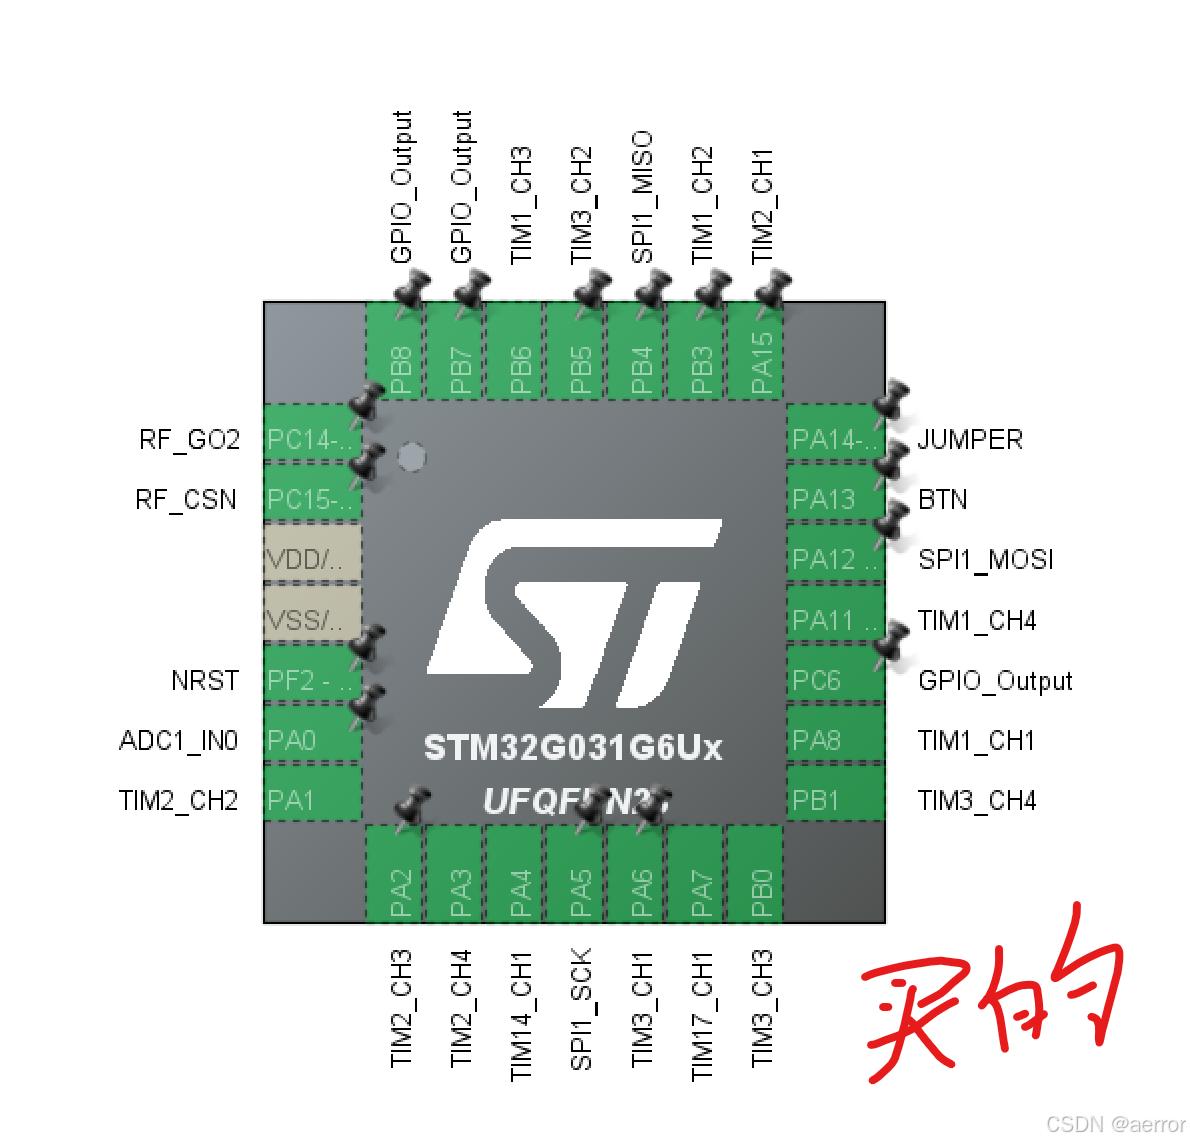 GPIO_Output
GPIO_Output
TIM1_CH3
TIM3_CH2
SPI1_MISO
TIM1_CH2
TIM2_CH1
PB8
PB7
PB6
PB5
PB4
PB3
PA15
RF_GO2
PC14-..
PA14-..
JUMPER
RF_CSN
PC15-..
PA13
BTN
VDD/..
PA12 ..
SPI1_MOSI
VSS/..
PA11 ..
TIM1_CH4
NRST
PF2 - ..
PC6
GPIO_Output
ADC1_IN0
PA0
STM32G031G6Ux
PA8
TIM1_CH1
TIM2_CH2
PA1
PB1
TIM3_CH4
PA2
PA3
PA4
PA5
PA6
PA7
PB0
TIM2_CH3
TIM2_CH4
TIM14_CH1
SPI1_SCK
TIM3_CH1
TIM17_CH1
TIM3_CH3
买的
CSDN @aerror